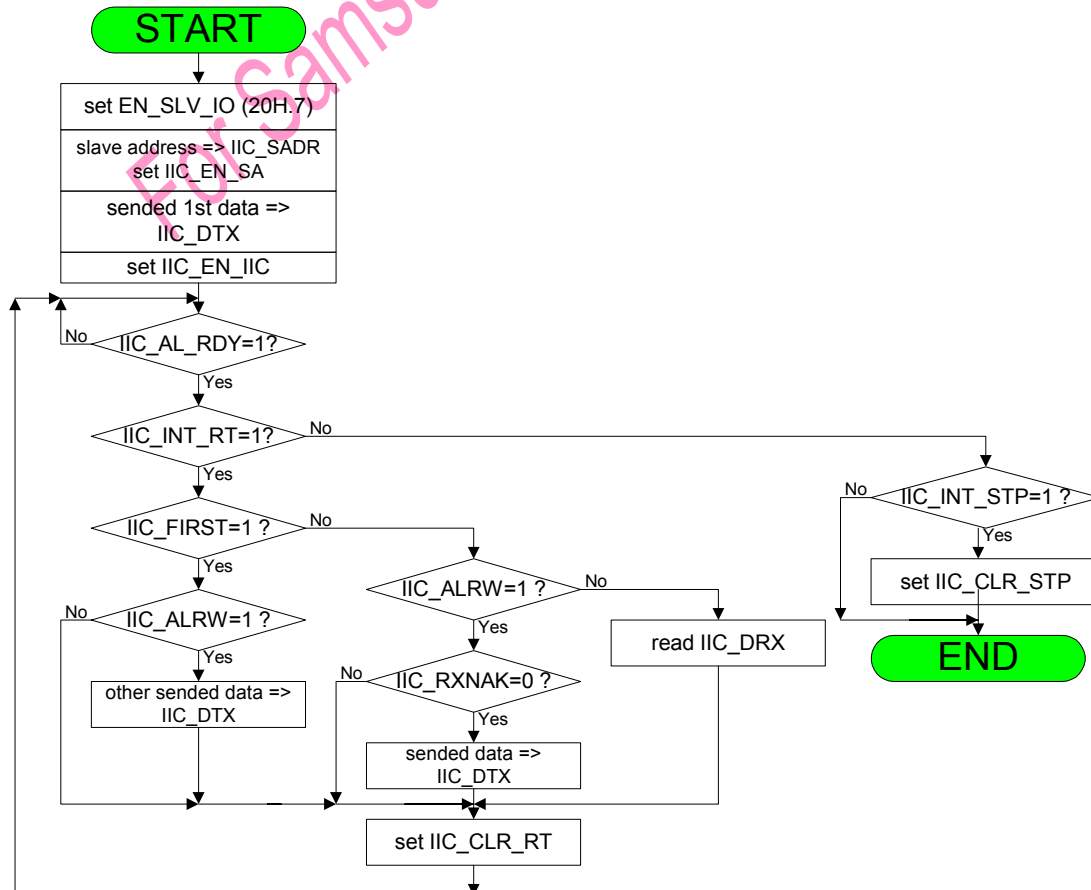 START
For Sams
set EN_SLV_IO (20H.7)
slave address => IIC_SADR
set IIC_EN_SA
sended 1st data =>
IIC_DTX
set IIC_EN_IIC
No
IIC_AL_RDY=1?
Yes
IIC_INT_RT=1?
No
Yes
IIC_FIRST=1 ?
No
Yes
No
IIC_ALRW=1 ?
Yes
other sended data =>
IIC_DTX
IIC_ALRW=1 ?
No
Yes
read IIC_DRX
No
IIC_RXNAK=0 ?
Yes
sended data =>
IIC_DTX
set IIC_CLR_RT
No
IIC_INT_STP=1 ?
Yes
set IIC_CLR_STP
END